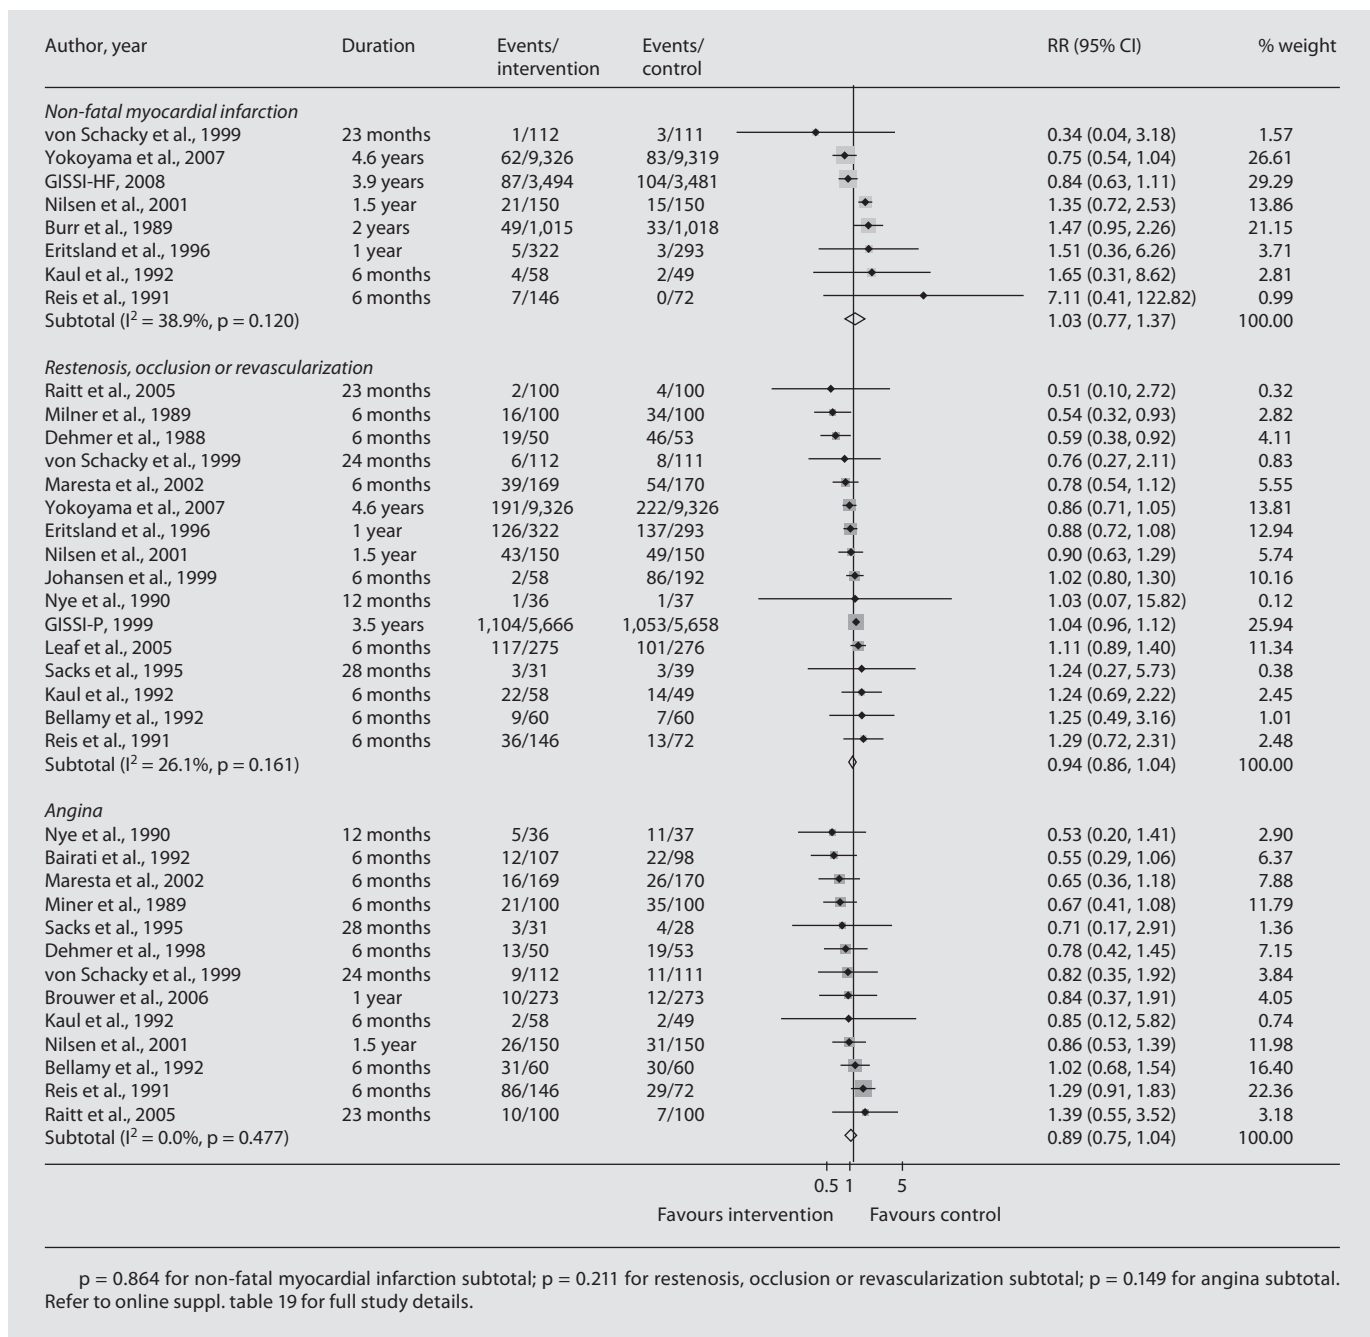 Author, year Duration Events/ Events/ RR (95% CI) % weight
intervention control
Non-fatal myocardial infarction
von Schacky et al., 1999 23 months 1/112 3/111 0.34 (0.04, 3.18) 1.57
Yokoyama et al., 2007 4.6 years 62/9,326 83/9,319 0.75 (0.54, 1.04) 26.61
GISSI-HF, 2008 3.9 years 87/3,494 104/3,481 0.84 (0.63, 1.11) 29.29
Nilsen et al., 2001 1.5 year 21/150 15/150 1.35 (0.72, 2.53) 13.86
Burr et al., 1989 2 years 49/1,015 33/1,018 1.47 (0.95, 2.26) 21.15
Eritsland et al., 1996 1 year 5/322 3/293 1.51 (0.36, 6.26) 3.71
Kaul et al., 1992 6 months 4/58 2/49 1.65 (0.31, 8.62) 2.81
Reis et al., 1991 6 months 7/146 0/72 7.11 (0.41, 122.82) 0.99
Subtotal (I² = 38.9%, p = 0.120) 1.03 (0.77, 1.37) 100.00
Restenosis, occlusion or revascularization
Raitt et al., 2005 23 months 2/100 4/100 0.51 (0.10, 2.72) 0.32
Milner et al., 1989 6 months 16/100 34/100 0.54 (0.32, 0.93) 2.82
Dehmer et al., 1988 6 months 19/50 46/53 0.59 (0.38, 0.92) 4.11
von Schacky et al., 1999 24 months 6/112 8/111 0.76 (0.27, 2.11) 0.83
Maresta et al., 2002 6 months 39/169 54/170 0.78 (0.54, 1.12) 5.55
Yokoyama et al., 2007 4.6 years 191/9,326 222/9,326 0.86 (0.71, 1.05) 13.81
Eritsland et al., 1996 1 year 126/322 137/293 0.88 (0.72, 1.08) 12.94
Nilsen et al., 2001 1.5 year 43/150 49/150 0.90 (0.63, 1.29) 5.74
Johansen et al., 1999 6 months 2/58 86/192 1.02 (0.80, 1.30) 10.16
Nye et al., 1990 12 months 1/36 1/37 1.03 (0.07, 15.82) 0.12
GISSI-P, 1999 3.5 years 1,104/5,666 1,053/5,658 1.04 (0.96, 1.12) 25.94
Leaf et al., 2005 6 months 117/275 101/276 1.11 (0.89, 1.40) 11.34
Sacks et al., 1995 28 months 3/31 3/39 1.24 (0.27, 5.73) 0.38
Kaul et al., 1992 6 months 22/58 14/49 1.24 (0.69, 2.22) 2.45
Bellamy et al., 1992 6 months 9/60 7/60 1.25 (0.49, 3.16) 1.01
Reis et al., 1991 6 months 36/146 13/72 1.29 (0.72, 2.31) 2.48
Subtotal (I² = 26.1%, p = 0.161) 0.94 (0.86, 1.04) 100.00
Angina
Nye et al., 1990 12 months 5/36 11/37 0.53 (0.20, 1.41) 2.90
Bairati et al., 1992 6 months 12/107 22/98 0.55 (0.29, 1.06) 6.37
Maresta et al., 2002 6 months 16/169 26/170 0.65 (0.36, 1.18) 7.88
Miner et al., 1989 6 months 21/100 35/100 0.67 (0.41, 1.08) 11.79
Sacks et al., 1995 28 months 3/31 4/28 0.71 (0.17, 2.91) 1.36
Dehmer et al., 1998 6 months 13/50 19/53 0.78 (0.42, 1.45) 7.15
von Schacky et al., 1999 24 months 9/112 11/111 0.82 (0.35, 1.92) 3.84
Brouwer et al., 2006 1 year 10/273 12/273 0.84 (0.37, 1.91) 4.05
Kaul et al., 1992 6 months 2/58 2/49 0.85 (0.12, 5.82) 0.74
Nilsen et al., 2001 1.5 year 26/150 31/150 0.86 (0.53, 1.39) 11.98
Bellamy et al., 1992 6 months 31/60 30/60 1.02 (0.68, 1.54) 16.40
Reis et al., 1991 6 months 86/146 29/72 1.29 (0.91, 1.83) 22.36
Raitt et al., 2005 23 months 10/100 7/100 1.39 (0.55, 3.52) 3.18
Subtotal (I² = 0.0%, p = 0.477) 0.89 (0.75, 1.04) 100.00
0.5 1 5
Favours intervention Favours control
p = 0.864 for non-fatal myocardial infarction subtotal; p = 0.211 for restenosis, occlusion or revascularization subtotal; p = 0.149 for angina subtotal.
Refer to online suppl. table 19 for full study details.